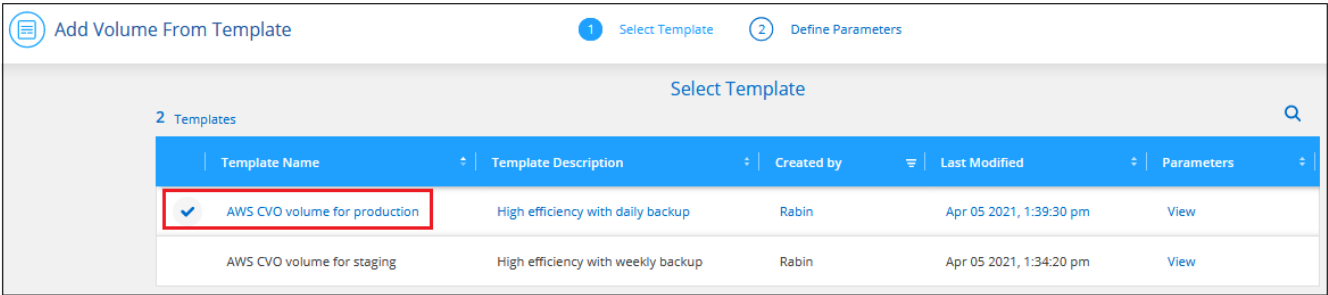 Add Volume From Template
1 Select Template 2 Define Parameters
Select Template
2 Templates
Template Name Template Description Created by Last Modified Parameters
AWS CVO volume for production High efficiency with daily backup Rabin Apr 05 2021, 1:39:30 pm View
AWS CVO volume for staging High efficiency with weekly backup Rabin Apr 05 2021, 1:34:20 pm View